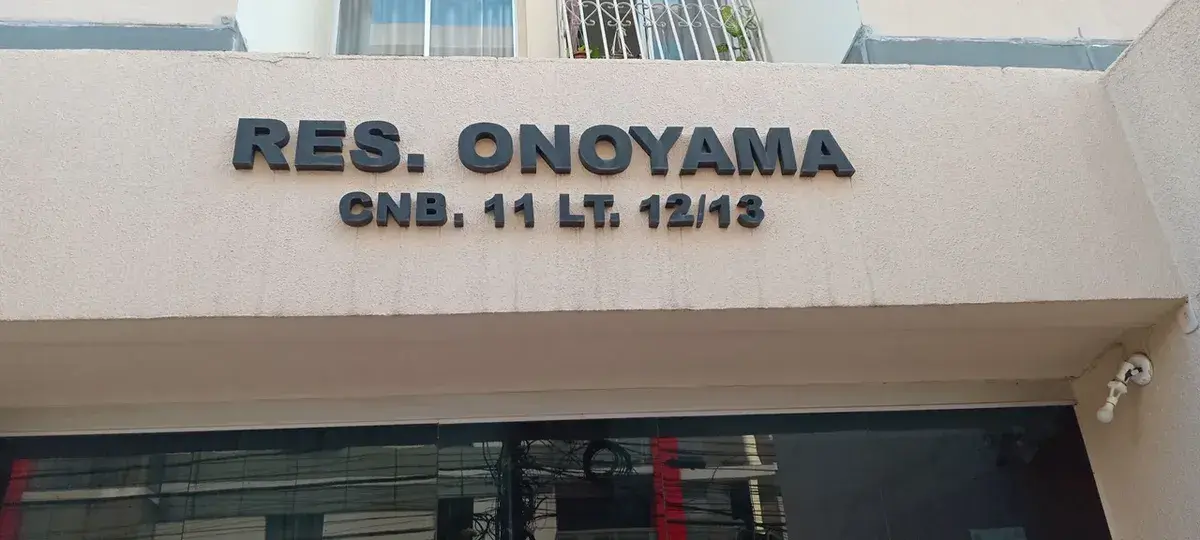 RES. ONOYAMA
CNB. 11 LT. 12/13